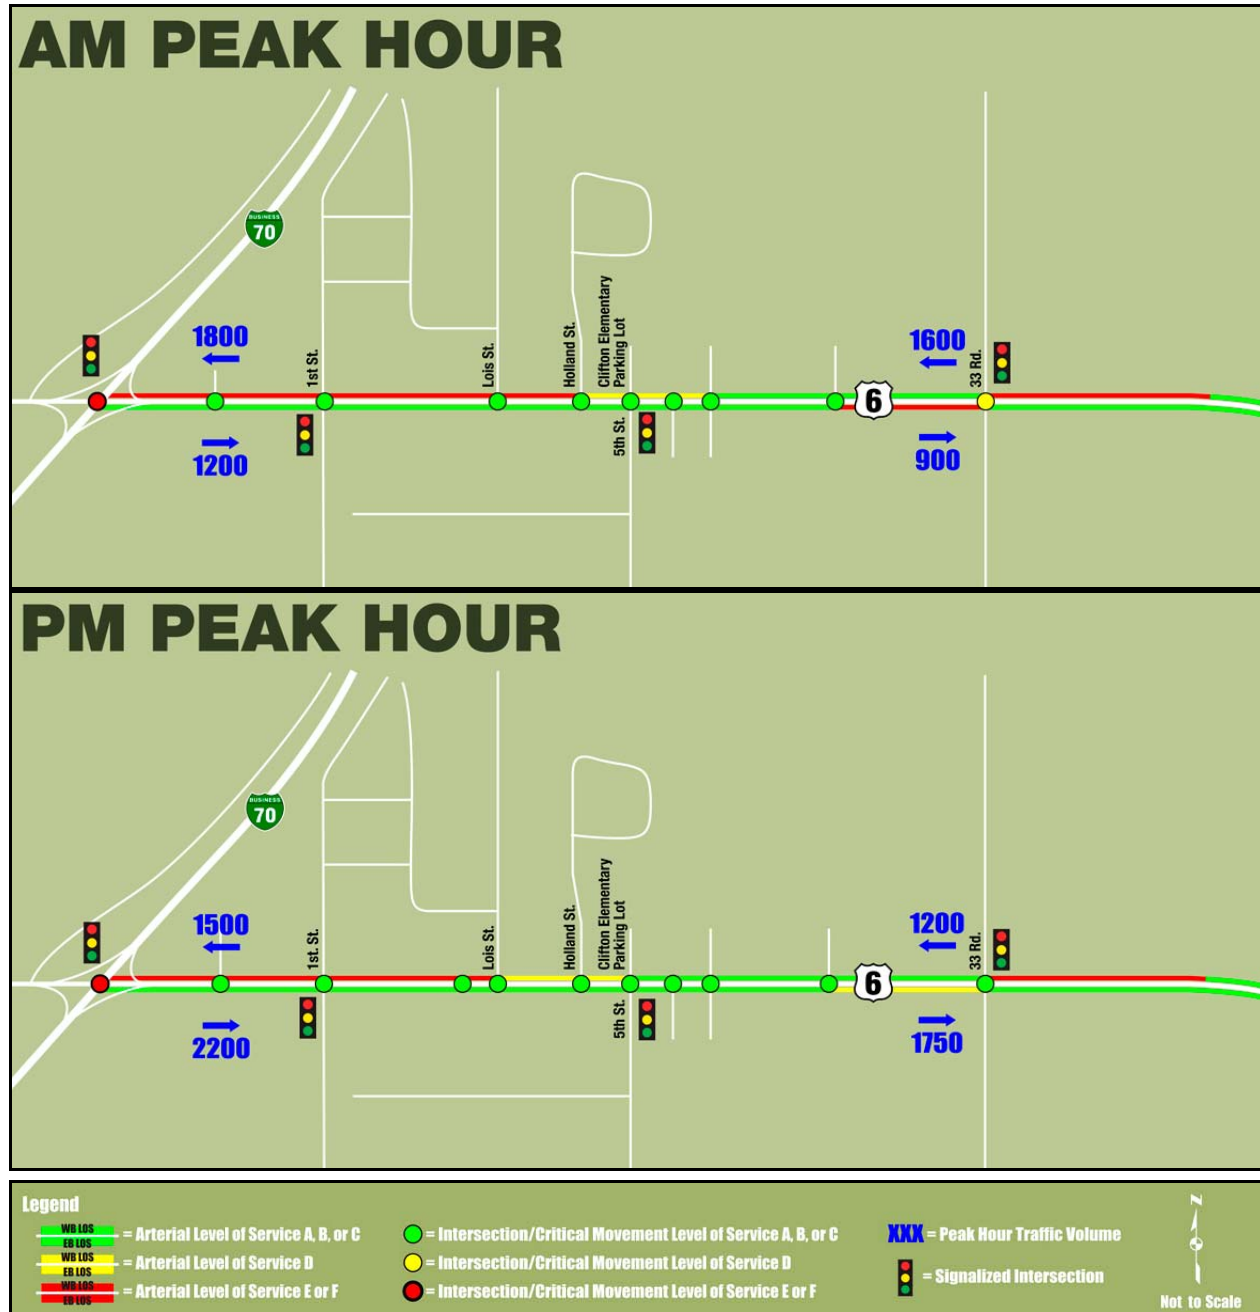 AM PEAK HOUR
BUSINESS
70
1800
1st St.
Lois St.
Holland St.
Clifton Elementary
Parking Lot
1600
33 Rd.
6
1200
5th St.
900
PM PEAK HOUR
BUSINESS
70
1500
1st. St.
Lois St.
Holland St.
Clifton Elementary
Parking Lot
1200
33 Rd.
6
2200
5th St.
1750
Legend
WB LOS
EB LOS
= Arterial Level of Service A, B, or C
WB LOS
EB LOS
= Arterial Level of Service D
WB LOS
EB LOS
= Arterial Level of Service E or F
= Intersection/Critical Movement Level of Service A, B, or C
= Intersection/Critical Movement Level of Service D
= Intersection/Critical Movement Level of Service E or F
XXX = Peak Hour Traffic Volume
= Signalized Intersection
N
Not to Scale